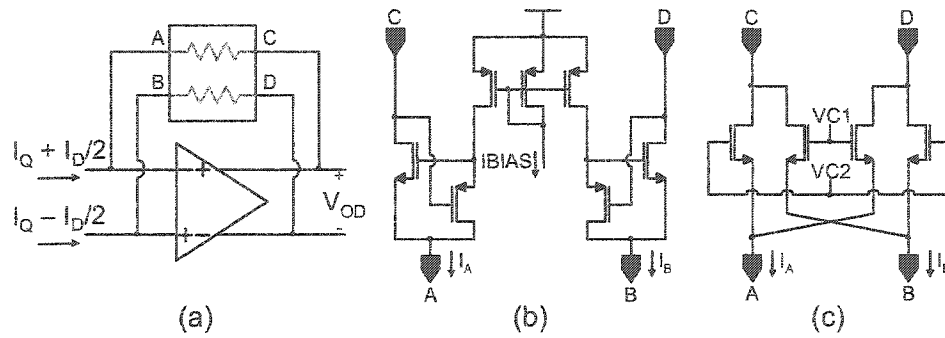 A C
B D
I_Q + I_D/2
I_Q − I_D/2
+
+
+
-
V_OD
(a)
C D
IBIAS
I_A
I_B
A
B
(b)
C D
VC1
VC2
I_A
A
B
(c)